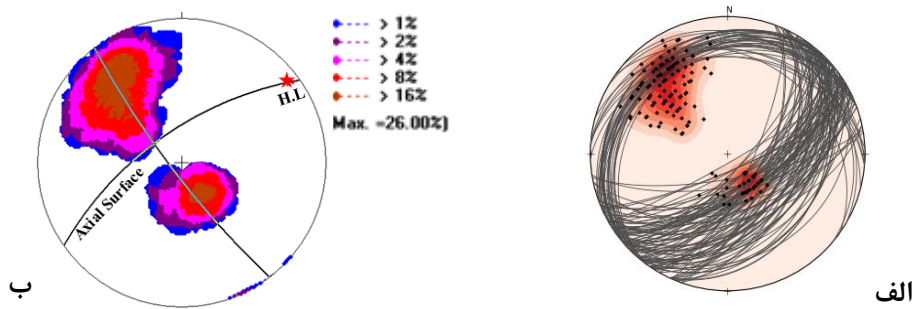 > 1%
> 2%
> 4%
> 8%
> 16%
Max. =26.00%)
H.L
Axial Surface
ب
N
الف